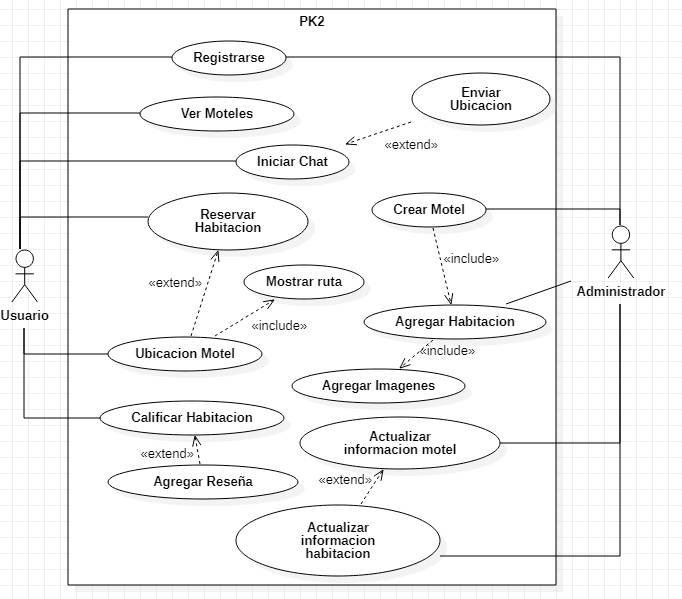 PK2
Registrarse
Enviar
Ubicacion
Ver Moteles
«extend»
Iniciar Chat
Reservar
Habitacion
Crear Motel
«include»
«extend»
Mostrar ruta
Usuario
Administrador
Agregar Habitacion
«include»
Ubicacion Motel
«include»
Agregar Imagenes
Calificar Habitacion
Actualizar
informacion motel
«extend»
Agregar Reseña
«extend»
Actualizar
informacion
habitacion